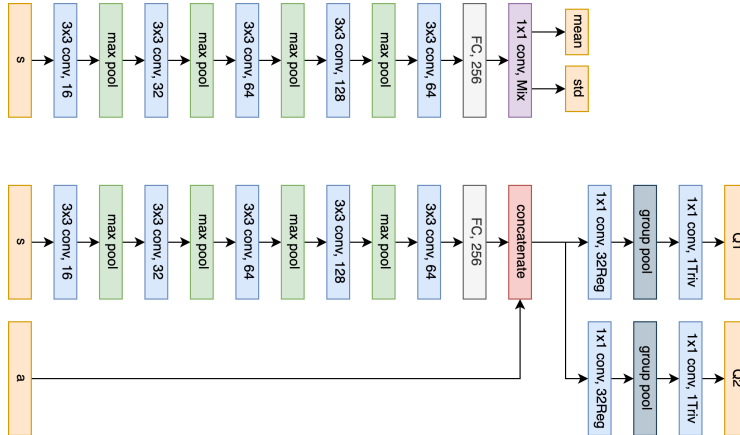 s
3x3 conv, 16
max pool
3x3 conv, 32
max pool
3x3 conv, 64
max pool
3x3 conv, 128
max pool
3x3 conv, 64
FC, 256
1x1 conv, Mix
mean
std
s
3x3 conv, 16
max pool
3x3 conv, 32
max pool
3x3 conv, 64
max pool
3x3 conv, 128
max pool
3x3 conv, 64
FC, 256
concatenate
1x1 conv, 32Reg
group pool
1x1 conv, 1Triv
Q1
a
1x1 conv, 32Reg
group pool
1x1 conv, 1Triv
Q2